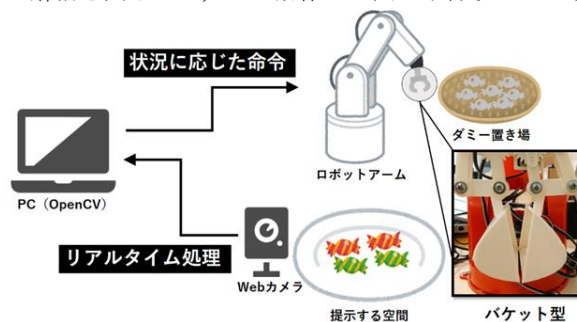 状況に応じた命令
ダミー置き場
ロボットアーム
PC（OpenCV）
リアルタイム処理
Webカメラ
提示する空間
バケット型